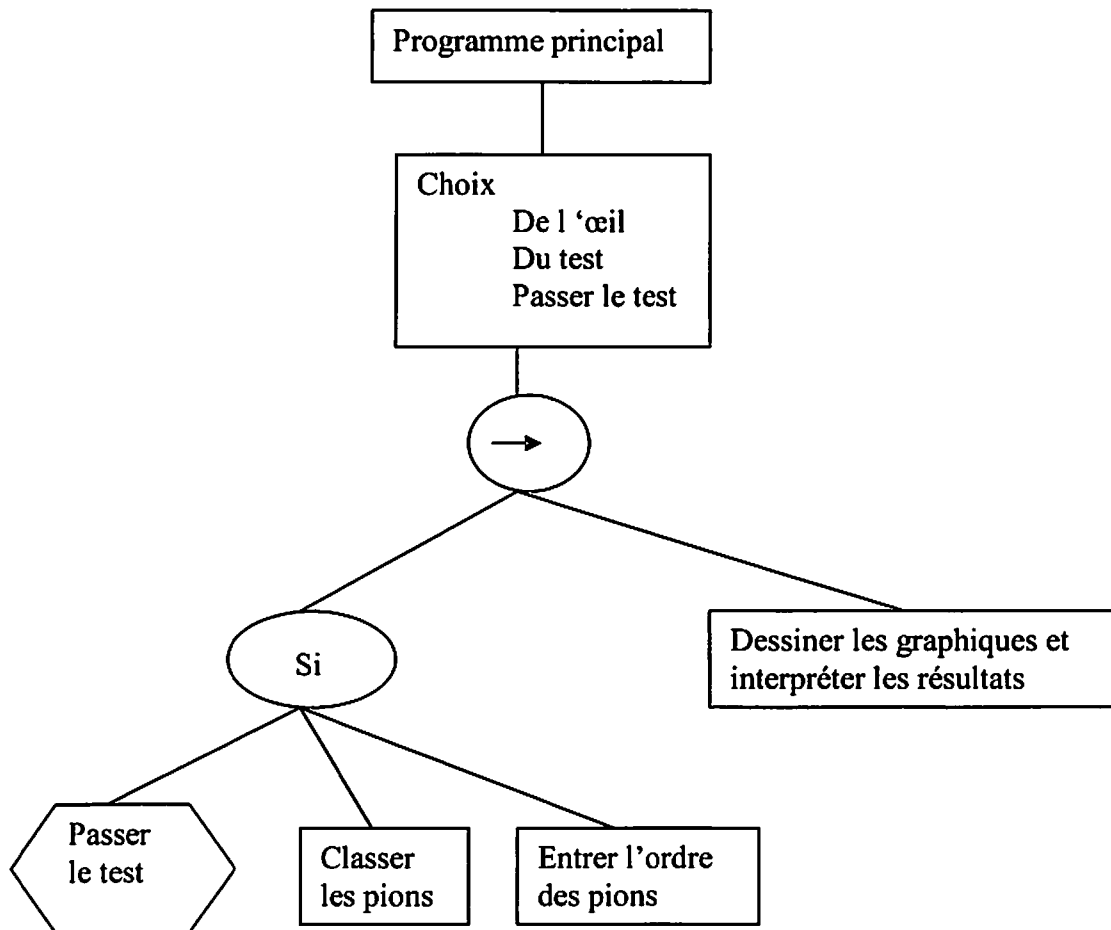 Programme principal
Choix
De l ‘œil
Du test
Passer le test
Si
Dessiner les graphiques et
interpréter les résultats
Passer
le test
Classer
les pions
Entrer l’ordre
des pions